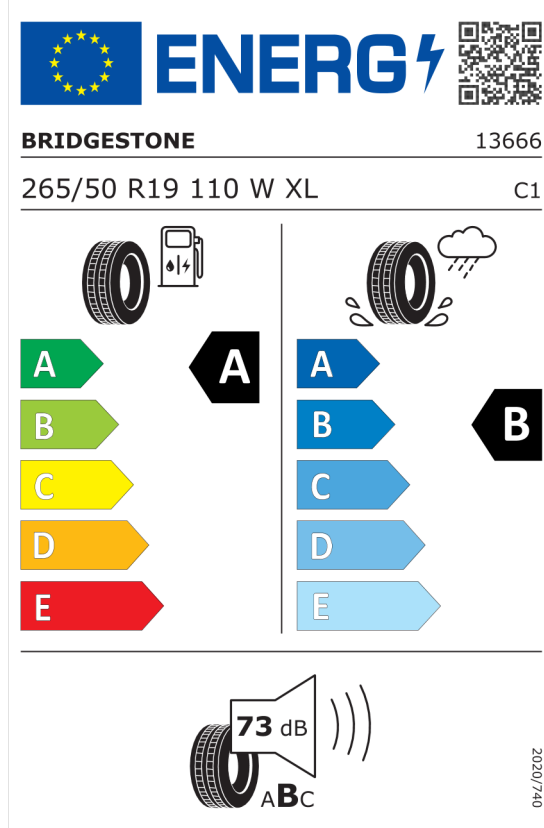 ENERG
BRIDGESTONE 13666
265/50 R19 110 W XL C1
A A A
B B B
C C
D D
E E
73 dB
ABC
2020/740